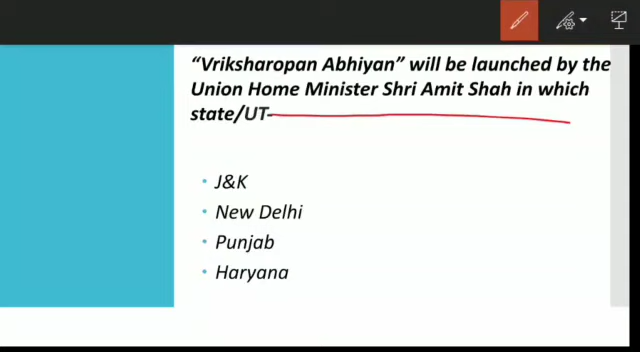 “Vriksharopan Abhiyan” will be launched by the
Union Home Minister Shri Amit Shah in which
state/UT-
• J&K
• New Delhi
• Punjab
• Haryana